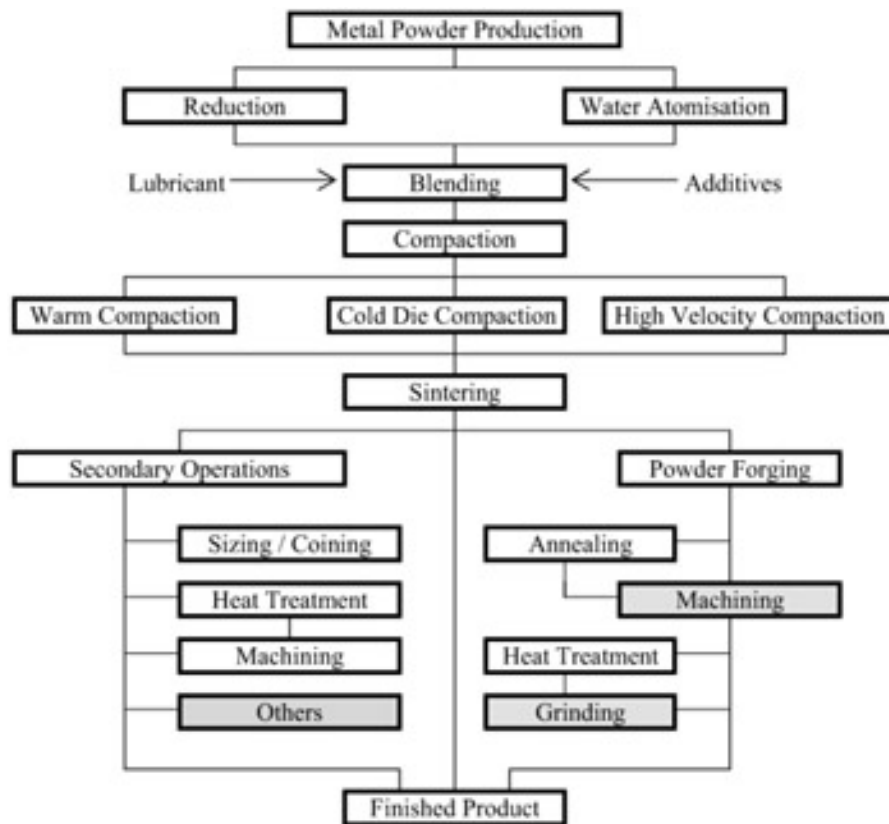 Metal Powder Production
Reduction
Water Atomisation
Lubricant
Blending
Additives
Compaction
Warm Compaction
Cold Die Compaction
High Velocity Compaction
Sintering
Secondary Operations
Powder Forging
Sizing / Coining
Annealing
Heat Treatment
Machining
Machining
Heat Treatment
Others
Grinding
Finished Product